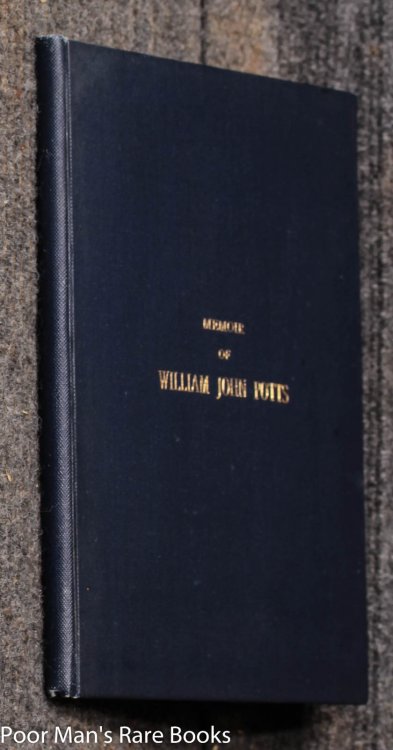 MEMOIR
OF
WILLIAM JOHN POTTS
Poor Man's Rare Books